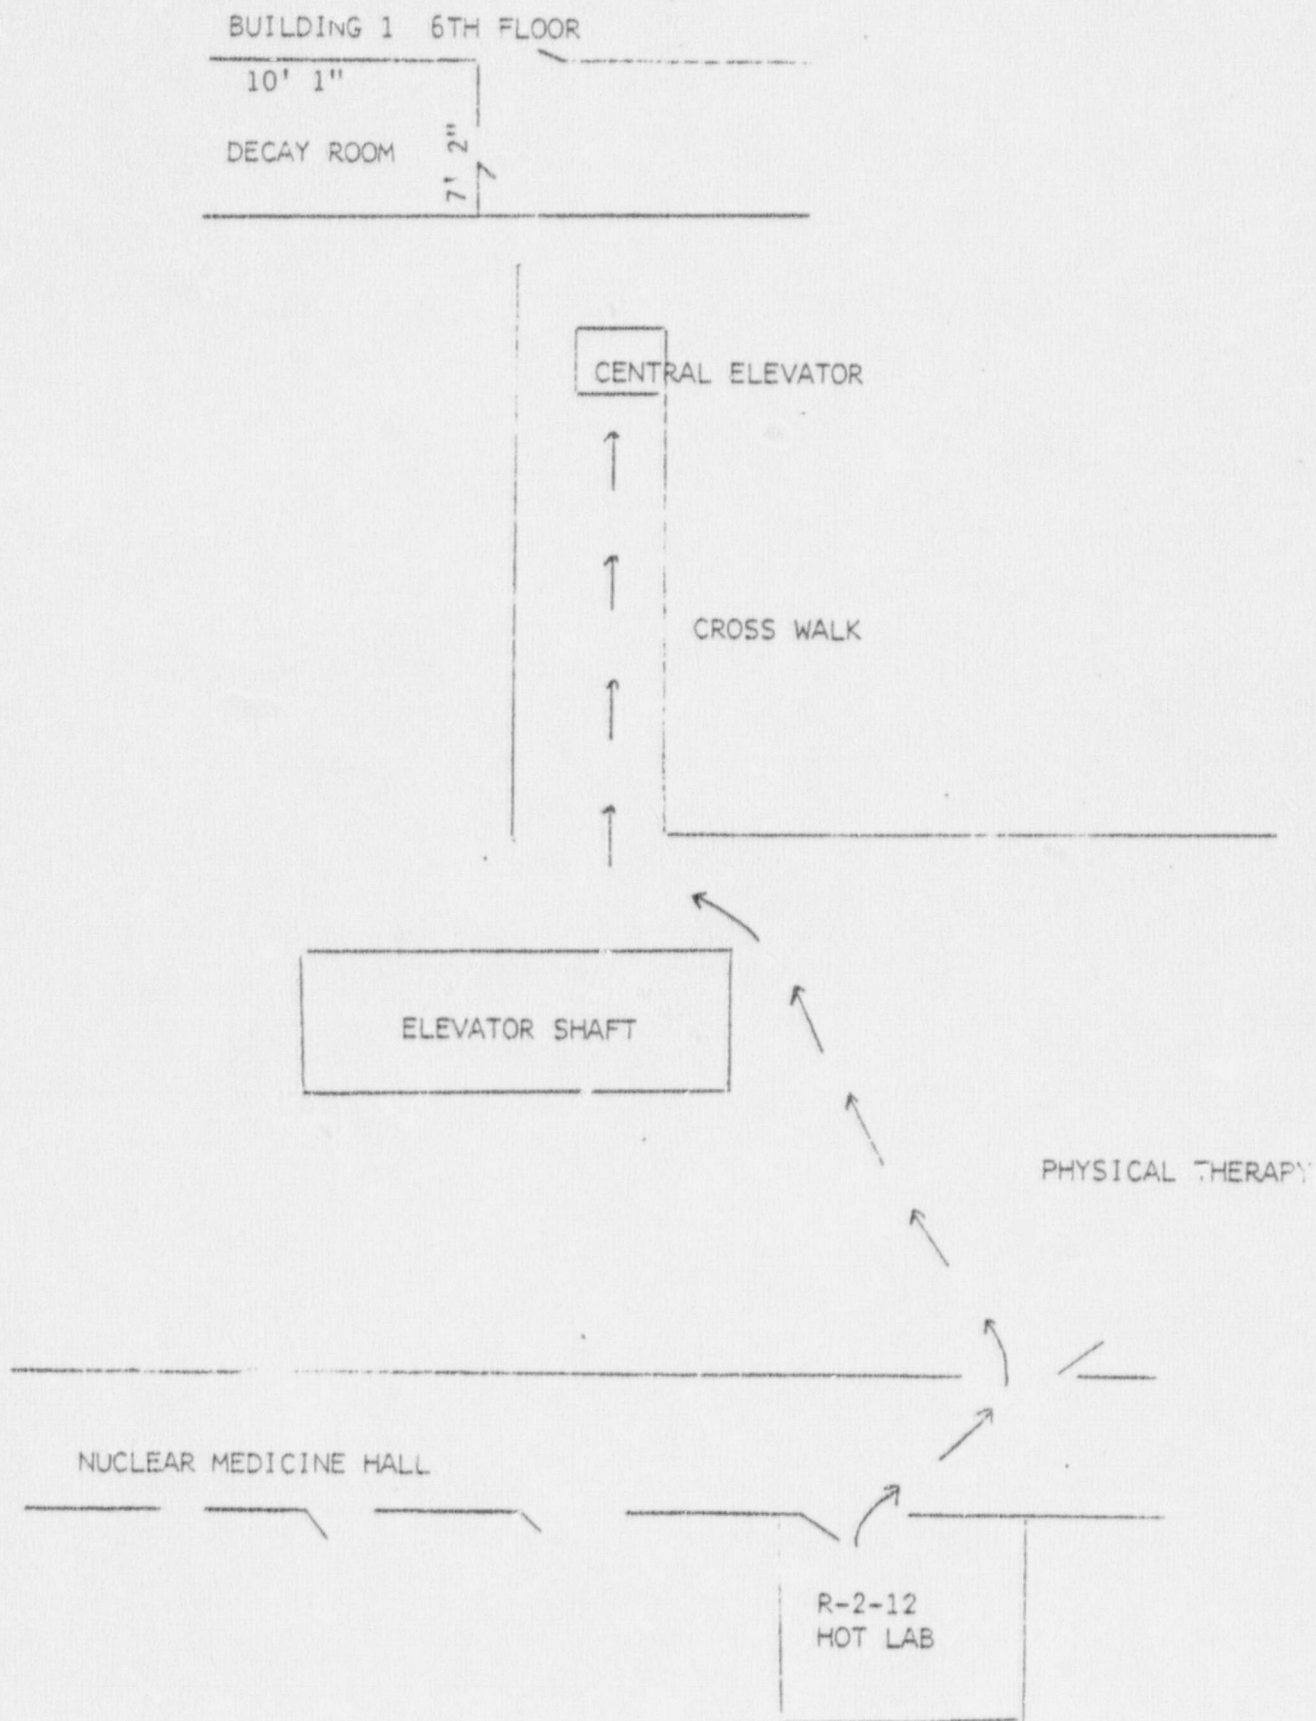 BUILDING 1 6TH FLOOR
10' 1"
DECAY ROOM
7' 2"
CENTRAL ELEVATOR
CROSS WALK
ELEVATOR SHAFT
PHYSICAL THERAPY
NUCLEAR MEDICINE HALL
R-2-12
HOT LAB